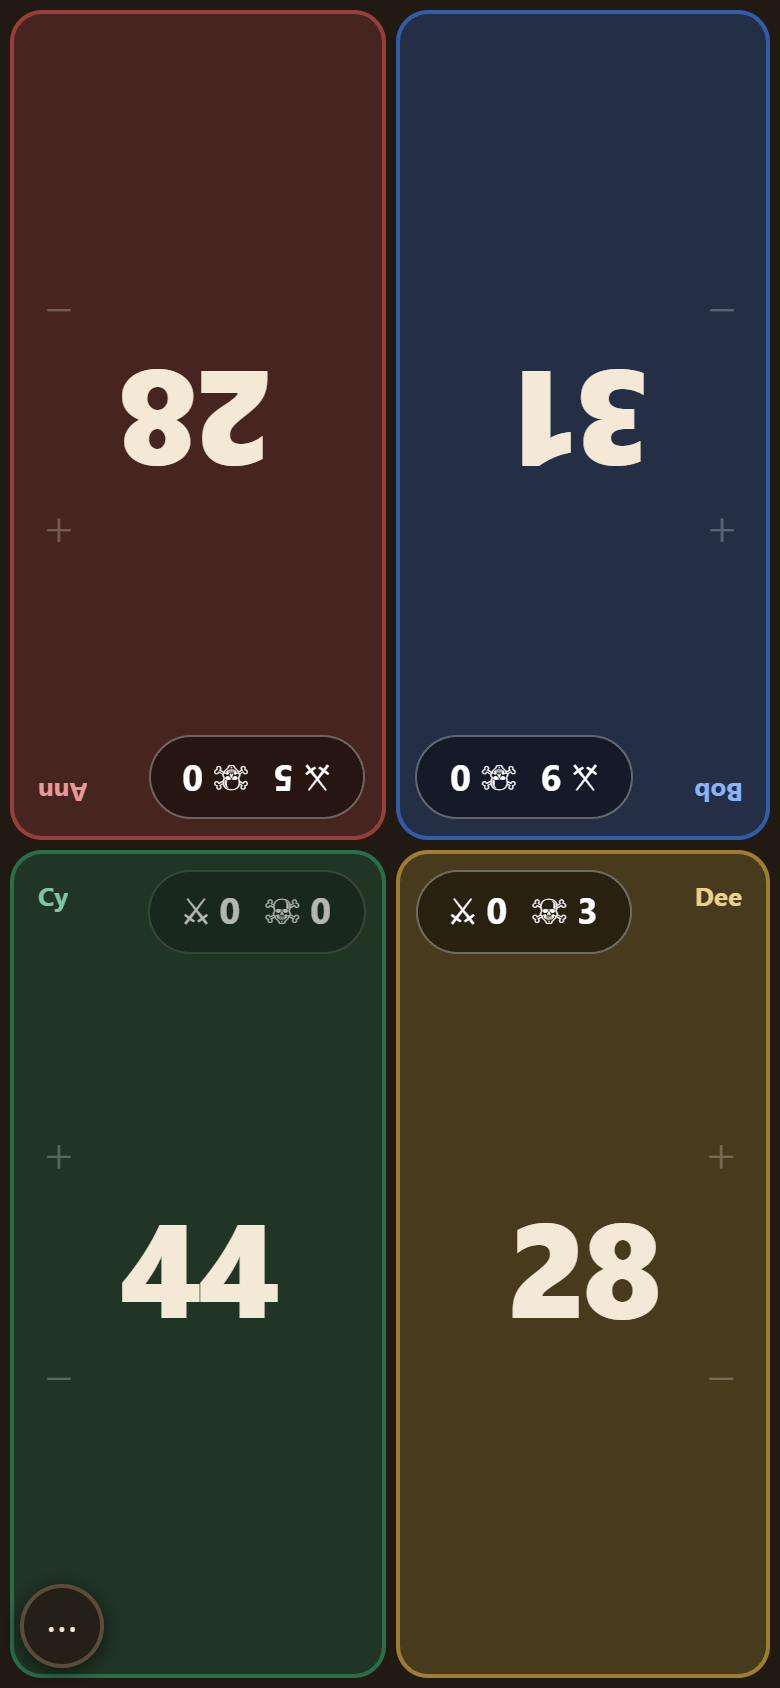 Ann
⚔ 5 ☠ 0
+
28
−
Bob
⚔ 6 ☠ 0
+
31
−
Cy
⚔ 0 ☠ 0
+
44
−
Dee
⚔ 0 ☠ 3
+
28
−
...